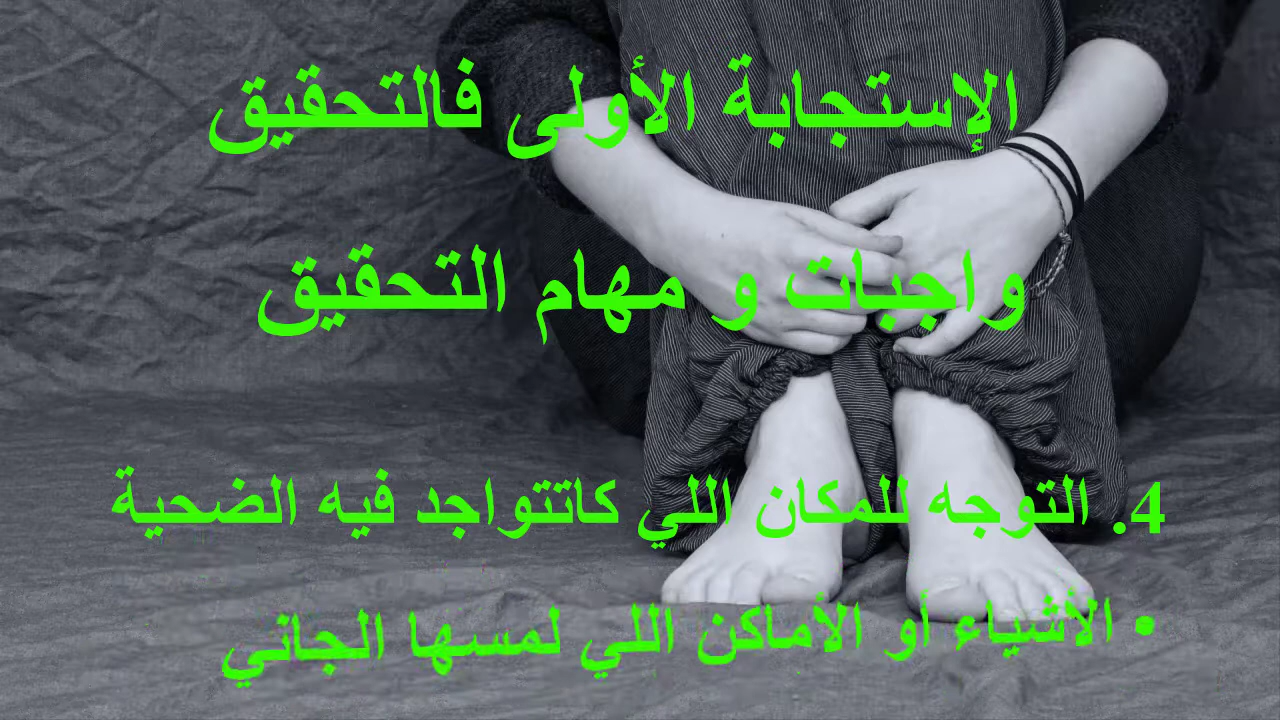 الإستجابة الأولى فالتحقيق
واجبات و مهام التحقيق
4. التوجه للمكان اللي كاتتواجد فيه الضحية
• الأشياء أو الأماكن اللي لمسها الجاني